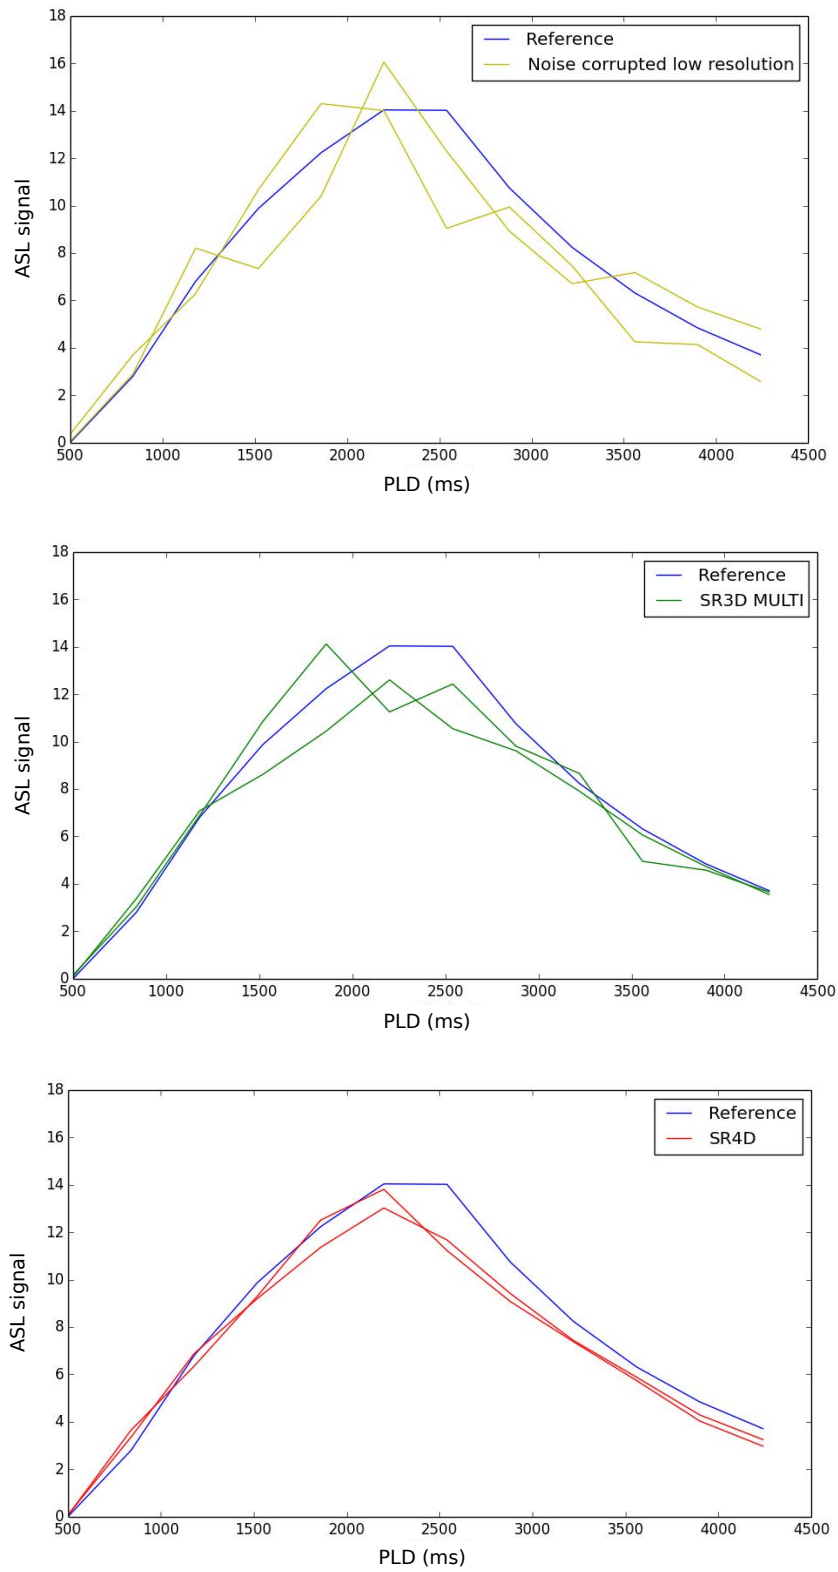 18
16
14
12
10
8
6
4
2
0
ASL signal
Reference
Noise corrupted low resolution
500 1000 1500 2000 2500 3000 3500 4000 4500
PLD (ms)
18
16
14
12
10
8
6
4
2
0
ASL signal
Reference
SR3D MULTI
500 1000 1500 2000 2500 3000 3500 4000 4500
PLD (ms)
18
16
14
12
10
8
6
4
2
0
ASL signal
Reference
SR4D
500 1000 1500 2000 2500 3000 3500 4000 4500
PLD (ms)